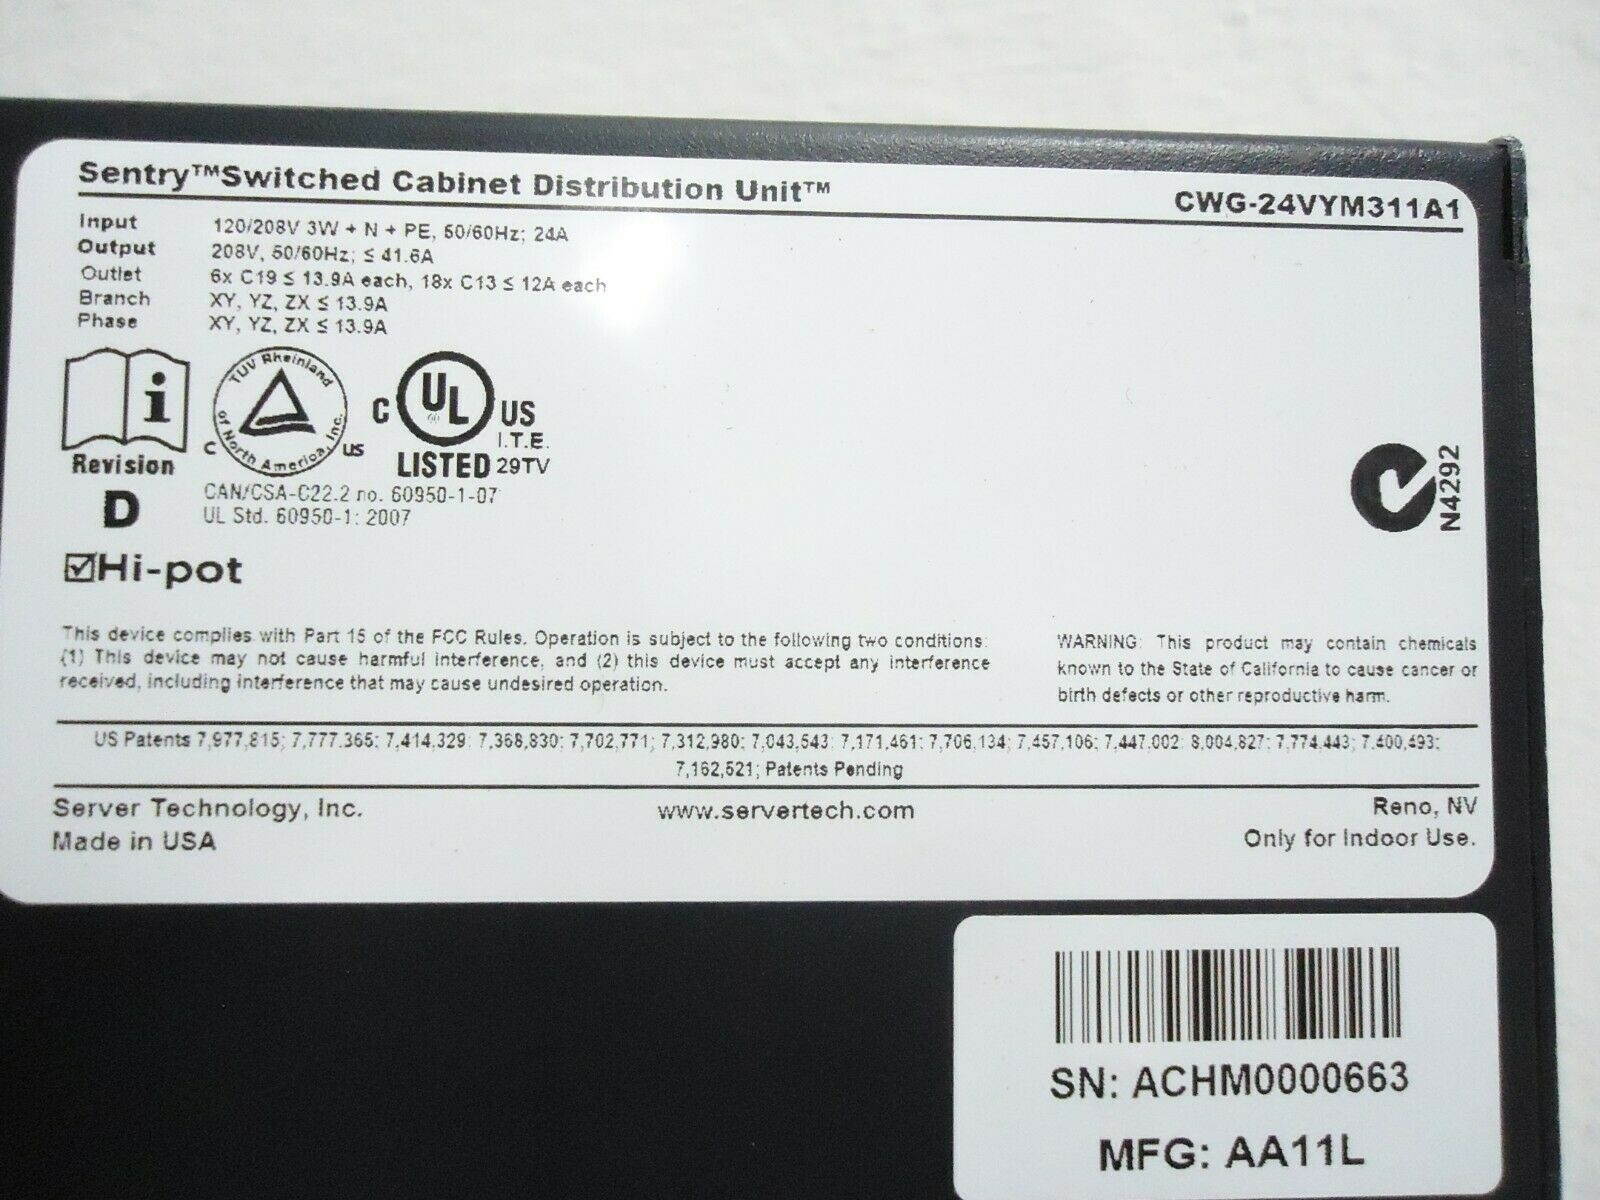 Sentry™Switched Cabinet Distribution Unit™ CWG-24VYM311A1
Input 120/208V 3W + N + PE, 50/60Hz; 24A
Output 208V, 50/60Hz; ≤ 41.6A
Outlet 6x C19 ≤ 13.9A each, 18x C13 ≤ 12A each
Branch XY, YZ, ZX ≤ 13.9A
Phase XY, YZ, ZX ≤ 13.9A
i
Revision
D
TUV Rheinland
of North America, Inc.
C US
C UL US
I.T.E.
LISTED 29TV
CAN/CSA-C22.2 no. 60950-1-07
UL Std. 60950-1: 2007
N4292
☑Hi-pot
This device complies with Part 15 of the FCC Rules. Operation is subject to the following two conditions:
(1) This device may not cause harmful interference, and (2) this device must accept any interference
received, including interference that may cause undesired operation.
WARNING: This product may contain chemicals
known to the State of California to cause cancer or
birth defects or other reproductive harm.
US Patents 7,977,815; 7,777,365; 7,414,329; 7,368,830; 7,702,771; 7,312,980; 7,043,543; 7,171,461; 7,706,134; 7,457,106; 7,447,002; 8,004,827; 7,774,443; 7,400,493;
7,162,521; Patents Pending
Server Technology, Inc. www.servertech.com Reno, NV
Made in USA Only for Indoor Use.
SN: ACHM0000663
MFG: AA11L